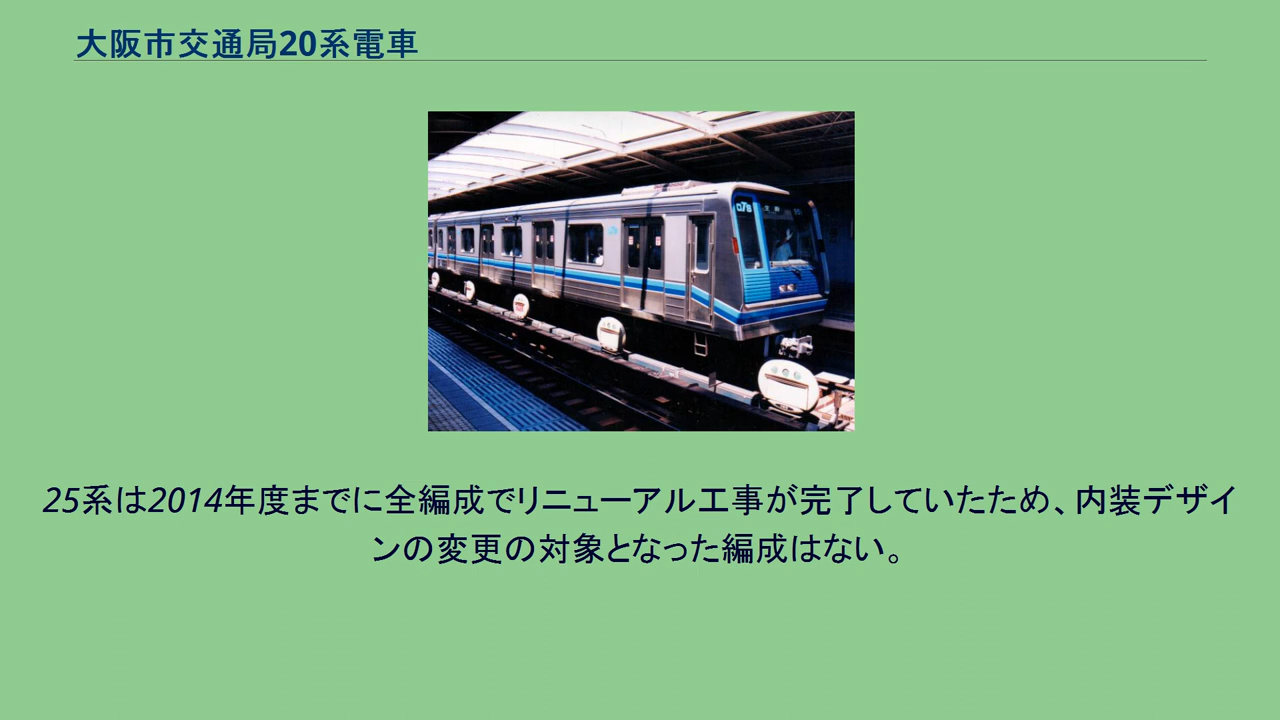 大阪市交通局20系電車
25系は2014年度までに全編成でリニューアル工事が完了していたため、内装デザイ
ンの変更の対象となった編成はない。